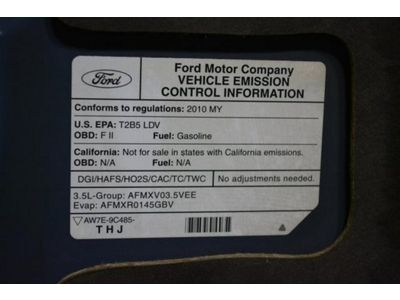 Ford
Ford Motor Company
VEHICLE EMISSION
CONTROL INFORMATION
Conforms to regulations: 2010 MY
U.S. EPA: T2B5 LDV
OBD: F II Fuel: Gasoline
California: Not for sale in states with California emissions.
OBD: N/A Fuel: N/A
DGI/HAFS/HO2S/CAC/TC/TWC No adjustments needed.
3.5L-Group: AFMXV03.5VEE
Evap: AFMXR0145GBV
AW7E-9C485-
T H J